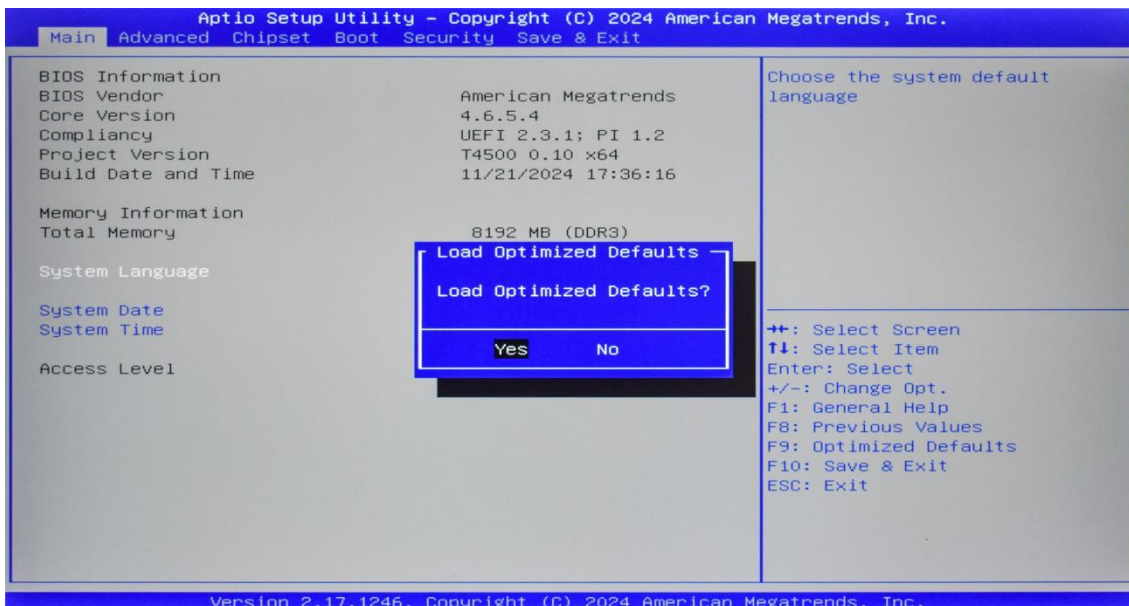 Aptio Setup Utility – Copyright (C) 2024 American Megatrends, Inc.
Main Advanced Chipset Boot Security Save & Exit
BIOS Information
BIOS Vendor American Megatrends
Core Version 4.6.5.4
Compliancy UEFI 2.3.1; PI 1.2
Project Version T4500 0.10 x64
Build Date and Time 11/21/2024 17:36:16
Memory Information
Total Memory 8192 MB (DDR3)
System Language
System Date
System Time
Access Level
Load Optimized Defaults
Load Optimized Defaults?
Yes No
Choose the system default
language
→←: Select Screen
↑↓: Select Item
Enter: Select
+/-: Change Opt.
F1: General Help
F8: Previous Values
F9: Optimized Defaults
F10: Save & Exit
ESC: Exit
Version 2.17.1246. Copyright (C) 2024 American Megatrends, Inc.